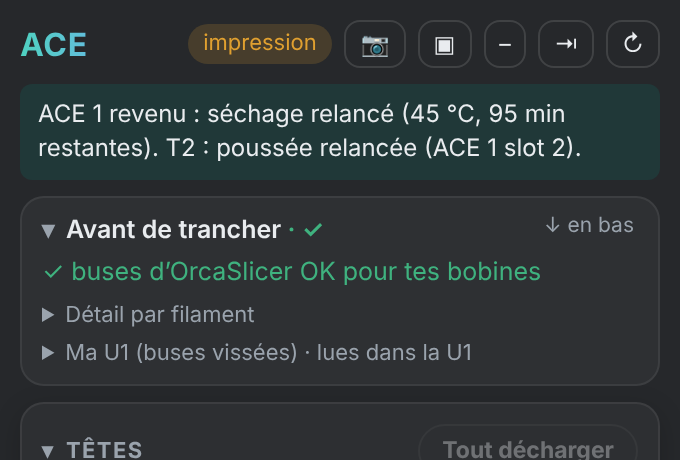 ACE
impression
ACE 1 revenu : séchage relancé (45 °C, 95 min
restantes). T2 : poussée relancée (ACE 1 slot 2).
▼ Avant de trancher · ✓
↓ en bas
✓ buses d’OrcaSlicer OK pour tes bobines
▶ Détail par filament
▶ Ma U1 (buses vissées) · lues dans la U1
▼ TÊTES
Tout décharger